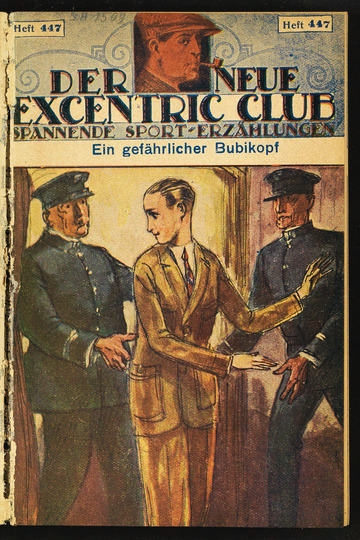 Heft 447
Heft 447
DER NEUE
EXCENTRIC CLUB
SPANNENDE SPORT-ERZÄHLUNGEN
Ein gefährlicher Bubikopf